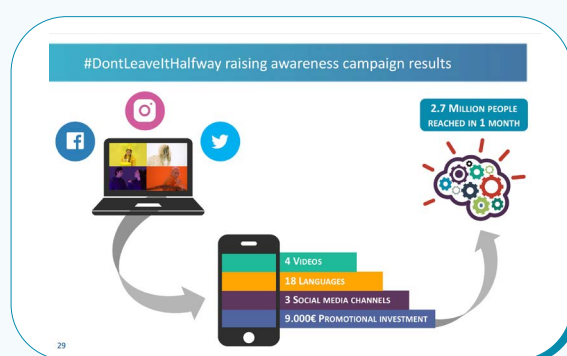 #DontLeaveItHalfway raising awareness campaign results
2.7 MILLION PEOPLE
REACHED IN 1 MONTH
4 VIDEOS
18 LANGUAGES
3 SOCIAL MEDIA CHANNELS
9.000€ PROMOTIONAL INVESTMENT
29